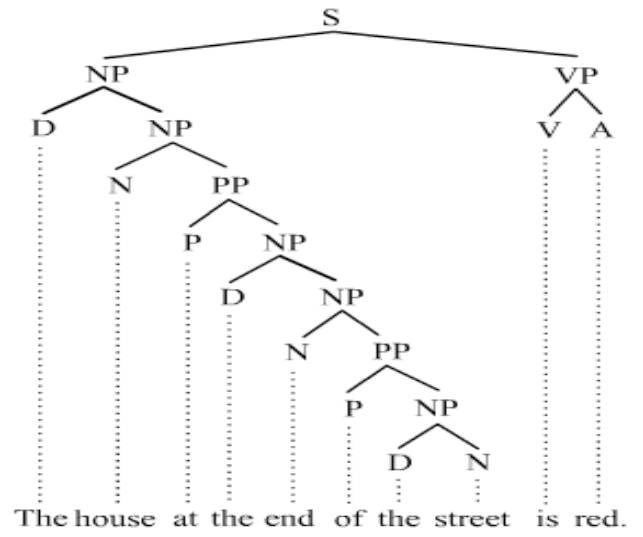 S
NP VP
D NP V A
N PP
P NP
D NP
N PP
P NP
D N
The house at the end of the street is red.